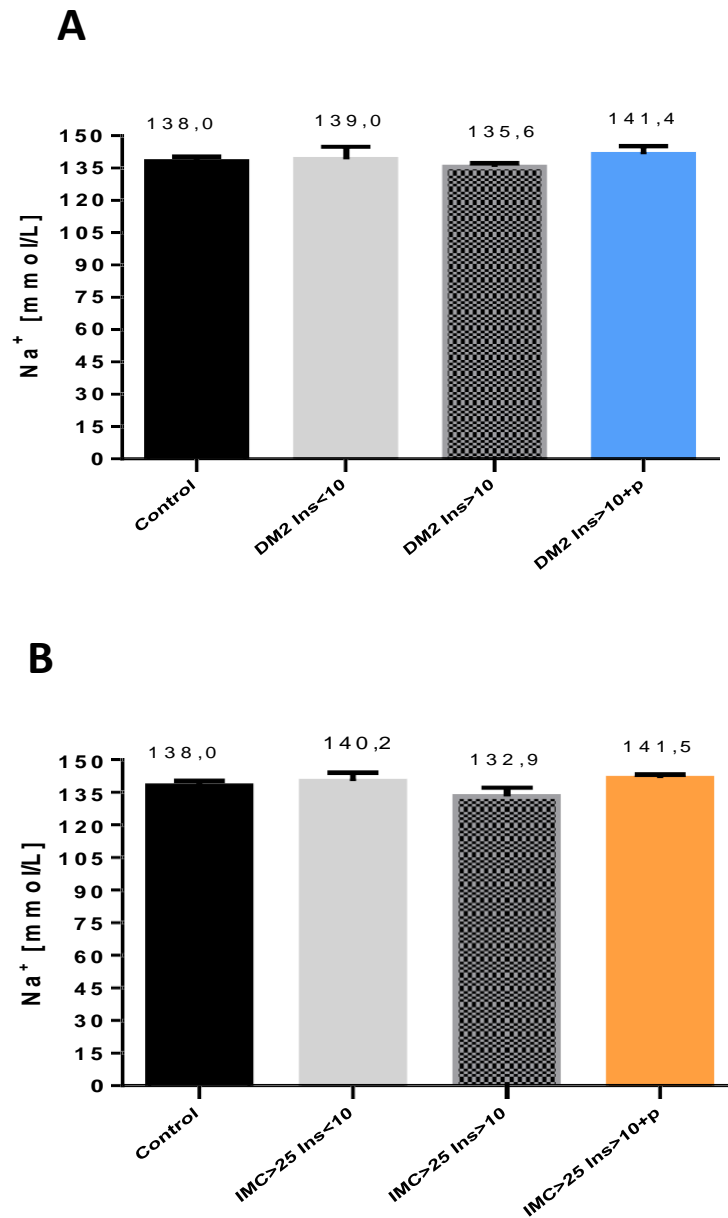 A
138,0 139,0 135,6 141,4
150
135
120
105
90
75
60
45
30
15
0
Na+ [mmol/L]
Control DM2 Ins<10 DM2 Ins>10 DM2 Ins>10+p
B
138,0 140,2 132,9 141,5
150
135
120
105
90
75
60
45
30
15
0
Na+ [mmol/L]
Control IMC>25 Ins<10 IMC>25 Ins>10 IMC>25 Ins>10+p